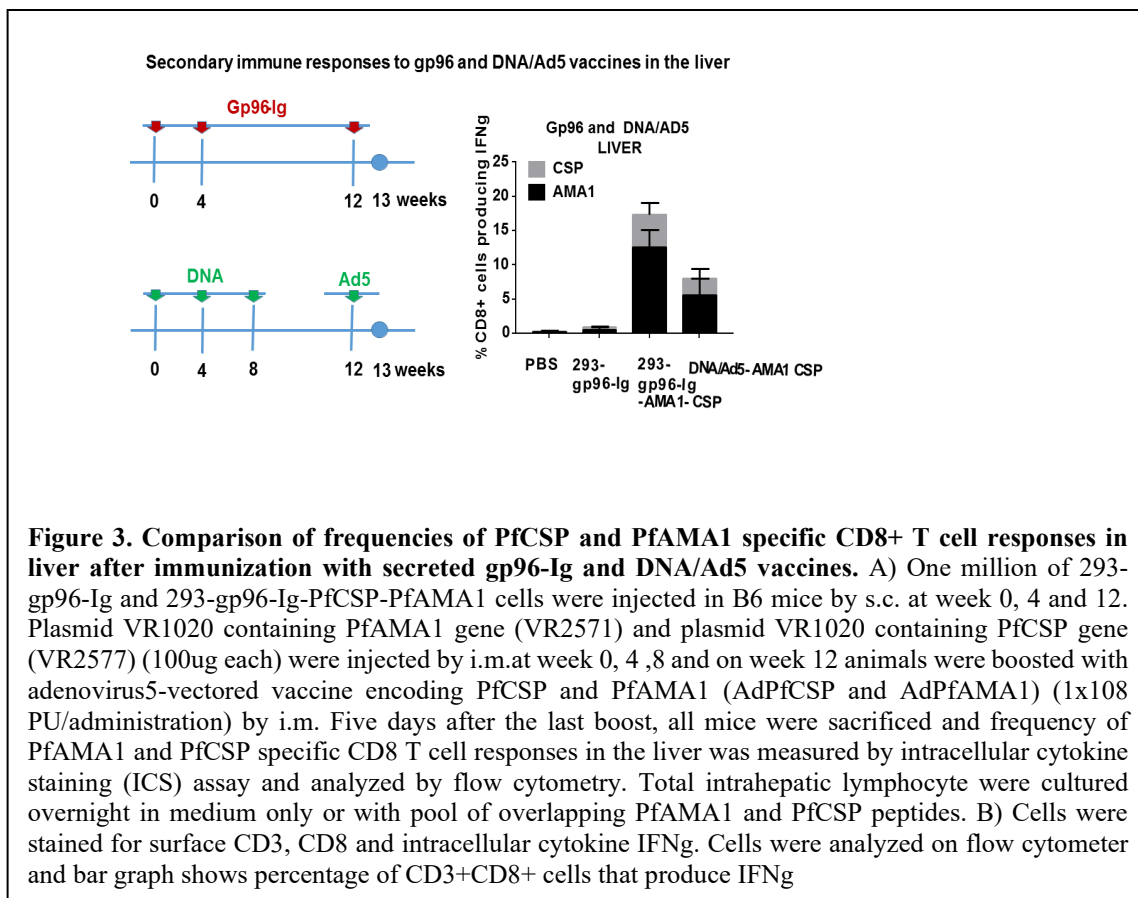 Secondary immune responses to gp96 and DNA/Ad5 vaccines in the liver
Gp96-Ig
0 4 12 13 weeks
DNA Ad5
0 4 8 12 13 weeks
Gp96 and DNA/AD5
LIVER
% CD8+ cells producing IFNg
25
20
15
10
5
0
CSP
AMA1
PBS
293-
gp96-Ig
293-
gp96-Ig
-AMA1-CSP
DNA/Ad5-AMA1 CSP
Figure 3. Comparison of frequencies of PfCSP and PfAMA1 specific CD8+ T cell responses in
liver after immunization with secreted gp96-Ig and DNA/Ad5 vaccines. A) One million of 293-
gp96-Ig and 293-gp96-Ig-PfCSP-PfAMA1 cells were injected in B6 mice by s.c. at week 0, 4 and 12.
Plasmid VR1020 containing PfAMA1 gene (VR2571) and plasmid VR1020 containing PfCSP gene
(VR2577) (100ug each) were injected by i.m.at week 0, 4 ,8 and on week 12 animals were boosted with
adenovirus5-vectored vaccine encoding PfCSP and PfAMA1 (AdPfCSP and AdPfAMA1) (1x108
PU/administration) by i.m. Five days after the last boost, all mice were sacrificed and frequency of
PfAMA1 and PfCSP specific CD8 T cell responses in the liver was measured by intracellular cytokine
staining (ICS) assay and analyzed by flow cytometry. Total intrahepatic lymphocyte were cultured
overnight in medium only or with pool of overlapping PfAMA1 and PfCSP peptides. B) Cells were
stained for surface CD3, CD8 and intracellular cytokine IFNg. Cells were analyzed on flow cytometer
and bar graph shows percentage of CD3+CD8+ cells that produce IFNg